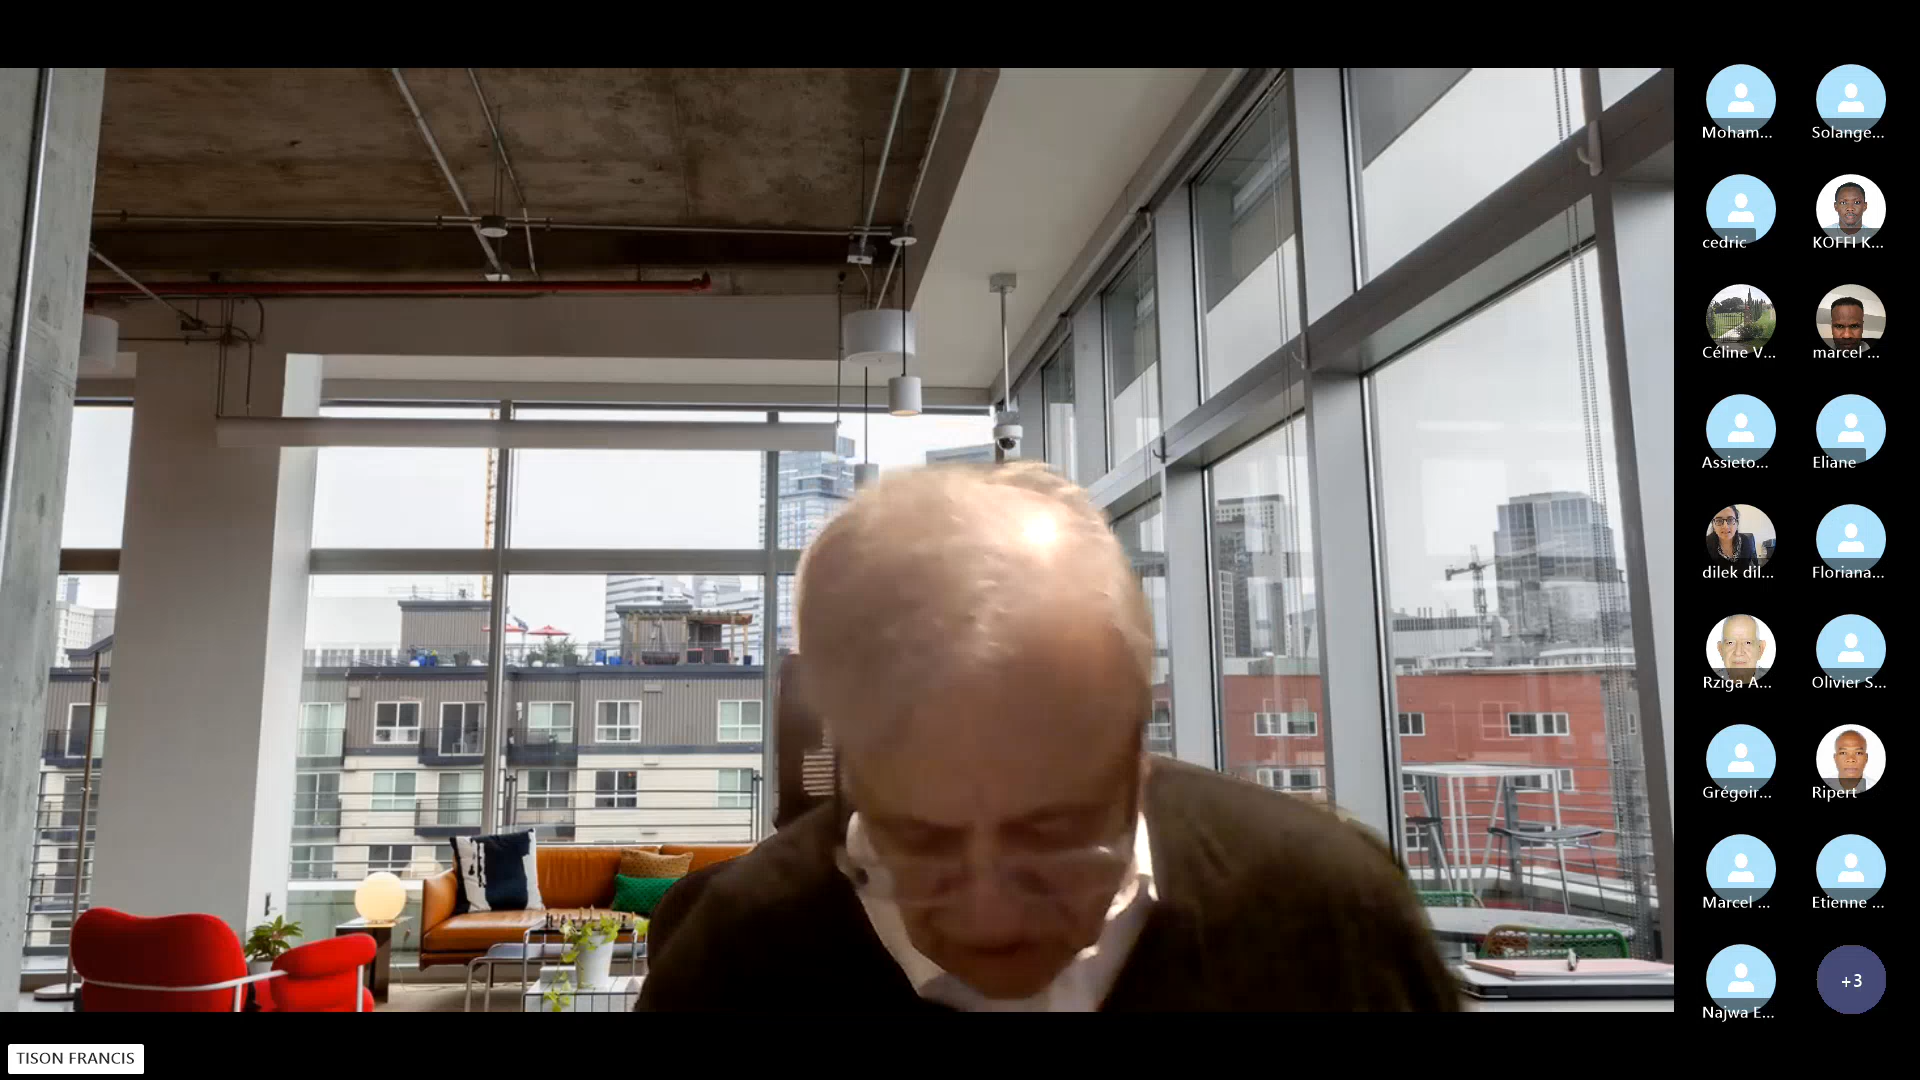 Moham...
Solange...
cedric
KOFFI K...
Céline V...
marcel ...
Assieto...
Eliane
dilek dil...
Floriana...
Rziga A...
Olivier S...
Grégoir...
Ripert
Marcel ...
Etienne ...
Najwa E...
+3
TISON FRANCIS